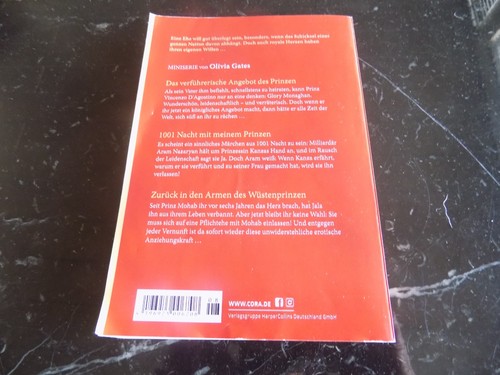 Eine Ehe will gut überlegt sein, besonders, wenn das Schicksal einer
ganzen Nation davon abhängt. Doch auch royale Herzen haben
ihren eigenen Willen …
MINISERIE von Olivia Gates
Das verführerische Angebot des Prinzen
Als sein Vater ihm befiehlt, schnellstens zu heiraten, kann Prinz
Vincenzo D'Agostino nur an eine denken: Glory Monaghan.
Wunderschön, leidenschaftlich – und verräterisch. Doch wenn er
ihr jetzt ein königliches Angebot macht, dann hätte er alle Zeit der
Welt, sich süß an ihr zu rächen …
1001 Nacht mit meinem Prinzen
Es scheint ein sinnliches Märchen aus 1001 Nacht zu sein: Milliardär
Aram Nazaryan hält um Prinzessin Kanzas Hand an, und im Rausch
der Leidenschaft sagt sie Ja. Doch Aram weiß: Wenn Kanza erfährt,
warum er sie verführt und zu seiner Frau gemacht hat, wird sie ihn
verlassen!
Zurück in den Armen des Wüstenprinzen
Seit Prinz Mohab ihr vor sechs Jahren das Herz brach, hat Jala
ihn aus ihrem Leben verbannt. Aber jetzt bleibt ihr keine Wahl: Sie
muss sich auf eine Pflichtehe mit Mohab einlassen! Und entgegen
jeder Vernunft ist da sofort wieder diese unwiderstehliche erotische
Anziehungskraft …
08
WWW.CORA.DE
Verlagsgruppe HarperCollins Deutschland GmbH